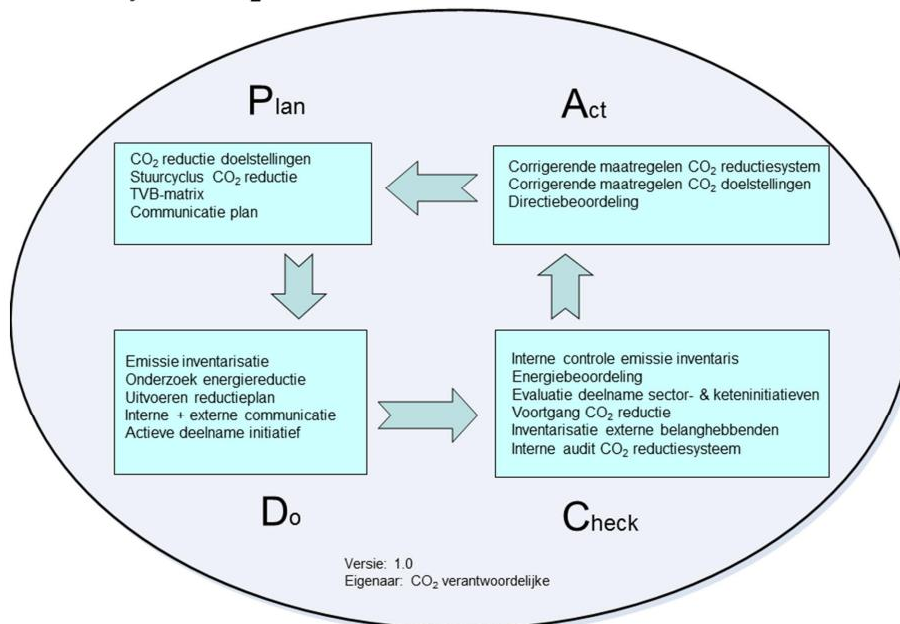 Plan
CO₂ reductie doelstellingen
Stuurcyclus CO₂ reductie
TVB-matrix
Communicatie plan
Act
Corrigerende maatregelen CO₂ reductiesystem
Corrigerende maatregelen CO₂ doelstellingen
Directiebeoordeling
Emissie inventarisatie
Onderzoek energiereductie
Uitvoeren reductieplan
Interne + externe communicatie
Actieve deelname initiatief
Do
Interne controle emissie inventaris
Energiebeoordeling
Evaluatie deelname sector- & keteninitiatieven
Voortgang CO₂ reductie
Inventarisatie externe belanghebbenden
Interne audit CO₂ reductiesysteem
Check
Versie: 1.0
Eigenaar: CO₂ verantwoordelijke